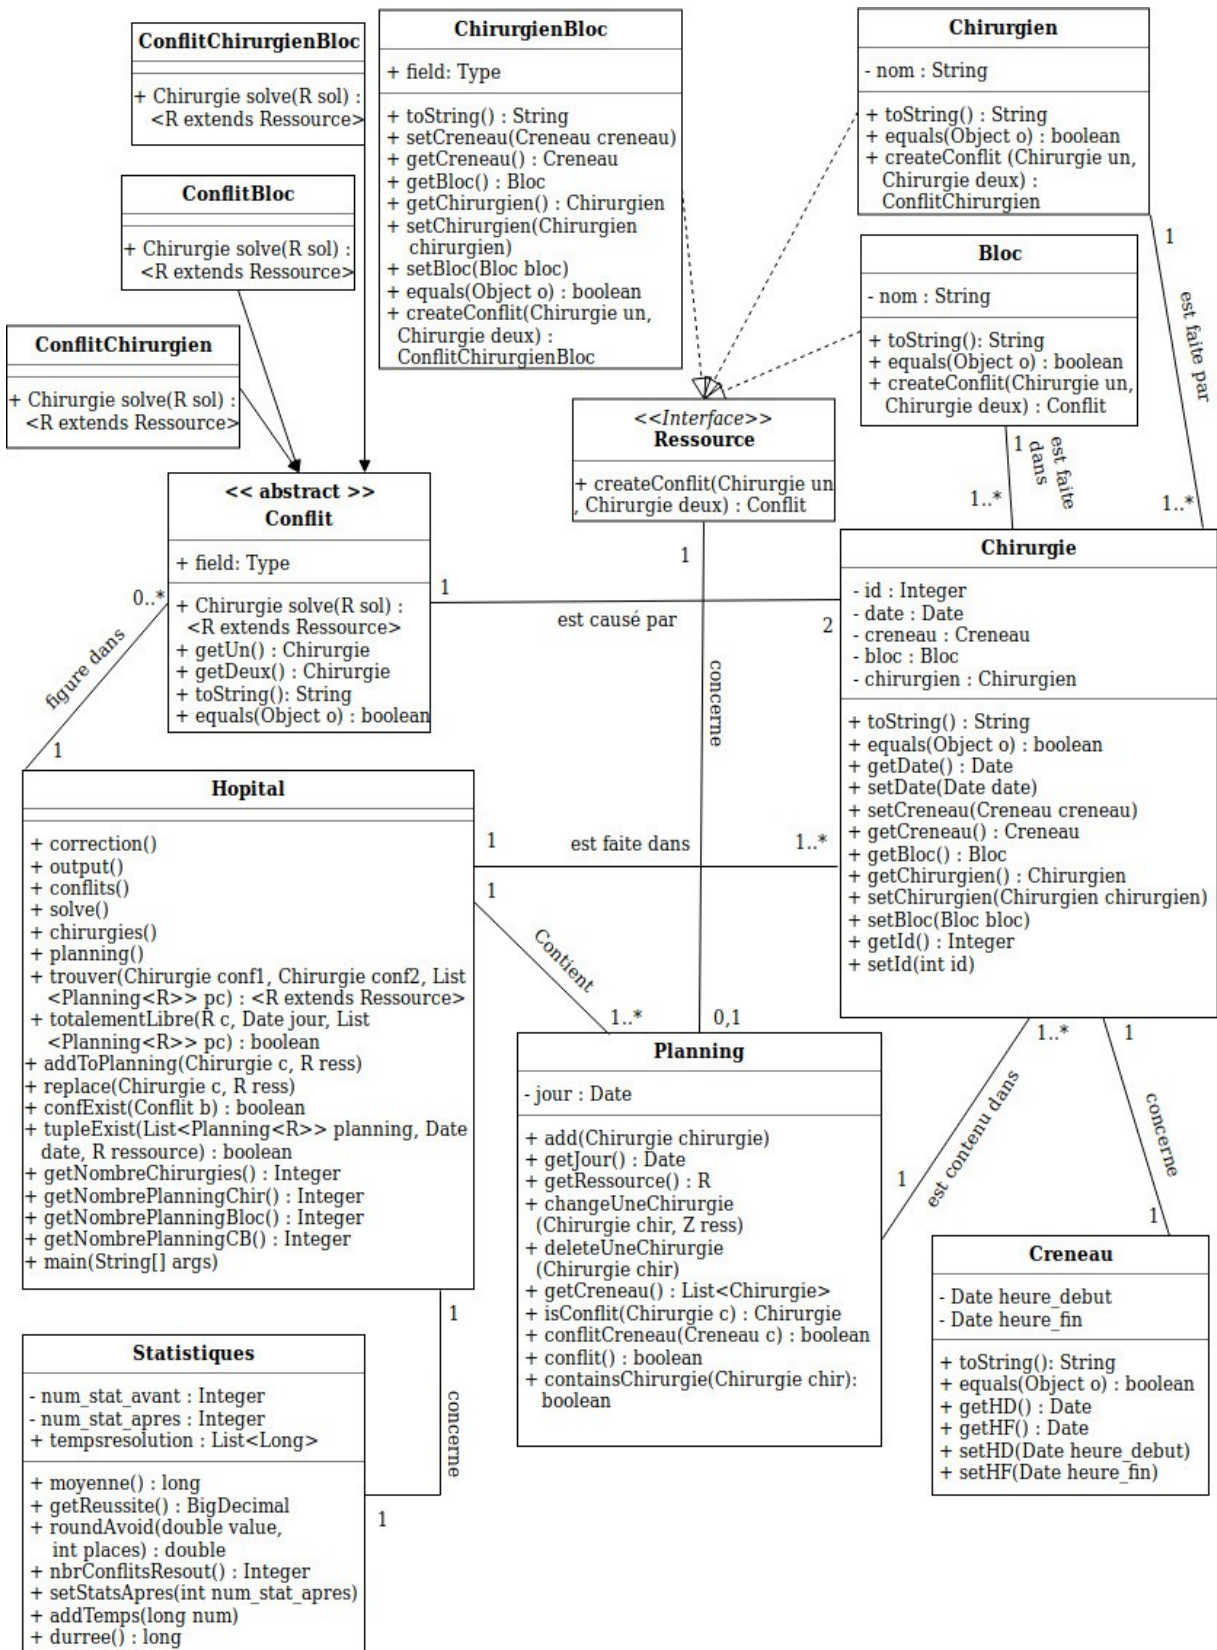 ConflitChirurgienBloc
+ Chirurgie solve(R sol) :
<R extends Ressource>
ConflitBloc
+ Chirurgie solve(R sol) :
<R extends Ressource>
ConflitChirurgien
+ Chirurgie solve(R sol) :
<R extends Ressource>
ChirurgienBloc
+ field: Type
+ toString() : String
+ setCreneau(Creneau creneau)
+ getCreneau() : Creneau
+ getBloc() : Bloc
+ getChirurgien() : Chirurgien
+ setChirurgien(Chirurgien
chirurgien)
+ setBloc(Bloc bloc)
+ equals(Object o) : boolean
+ createConflit(Chirurgie un,
Chirurgie deux) :
ConflitChirurgienBloc
Chirurgien
- nom : String
+ toString() : String
+ equals(Object o) : boolean
+ createConflit (Chirurgie un,
Chirurgie deux) :
ConflitChirurgien
1
est faite par
1..*
Bloc
- nom : String
+ toString(): String
+ equals(Object o) : boolean
+ createConflit(Chirurgie un,
Chirurgie deux) : Conflit
1
est faite
dans
1..*
<<Interface>>
Ressource
+ createConflit(Chirurgie un
, Chirurgie deux) : Conflit
1
concerne
0,1
<< abstract >>
Conflit
+ field: Type
+ Chirurgie solve(R sol) :
<R extends Ressource>
+ getUn() : Chirurgie
+ getDeux() : Chirurgie
+ toString(): String
+ equals(Object o) : boolean
1
est causé par
2
0..*
figure dans
1
Chirurgie
- id : Integer
- date : Date
- creneau : Creneau
- bloc : Bloc
- chirurgien : Chirurgien
+ toString() : String
+ equals(Object o) : boolean
+ getDate() : Date
+ setDate(Date date)
+ setCreneau(Creneau creneau)
+ getCreneau() : Creneau
+ getBloc() : Bloc
+ getChirurgien() : Chirurgien
+ setChirurgien(Chirurgien chirurgien)
+ setBloc(Bloc bloc)
+ getId() : Integer
+ setId(int id)
Hopital
+ correction()
+ output()
+ conflits()
+ solve()
+ chirurgies()
+ planning()
+ trouver(Chirurgie conf1, Chirurgie conf2, List
<Planning<R>> pc) : <R extends Ressource>
+ totalementLibre(R c, Date jour, List
<Planning<R>> pc) : boolean
+ addToPlanning(Chirurgie c, R ress)
+ replace(Chirurgie c, R ress)
+ confExist(Conflit b) : boolean
+ tupleExist(List<Planning<R>> planning, Date
date, R ressource) : boolean
+ getNombreChirurgies() : Integer
+ getNombrePlanningChir() : Integer
+ getNombrePlanningBloc() : Integer
+ getNombrePlanningCB() : Integer
+ main(String[] args)
1
est faite dans
1..*
1
Contient
1..*
Planning
- jour : Date
+ add(Chirurgie chirurgie)
+ getJour() : Date
+ getRessource() : R
+ changeUneChirurgie
(Chirurgie chir, Z ress)
+ deleteUneChirurgie
(Chirurgie chir)
+ getCreneau() : List<Chirurgie>
+ isConflit(Chirurgie c) : Chirurgie
+ conflitCreneau(Creneau c) : boolean
+ conflit() : boolean
+ containsChirurgie(Chirurgie chir):
boolean
1..*
est contenu dans
1
1
concerne
1
Creneau
- Date heure_debut
- Date heure_fin
+ toString(): String
+ equals(Object o) : boolean
+ getHD() : Date
+ getHF() : Date
+ setHD(Date heure_debut)
+ setHF(Date heure_fin)
1
concerne
1
Statistiques
- num_stat_avant : Integer
- num_stat_apres : Integer
+ tempsresolution : List<Long>
+ moyenne() : long
+ getReussite() : BigDecimal
+ roundAvoid(double value,
int places) : double
+ nbrConflitsResout() : Integer
+ setStatsApres(int num_stat_apres)
+ addTemps(long num)
+ durree() : long